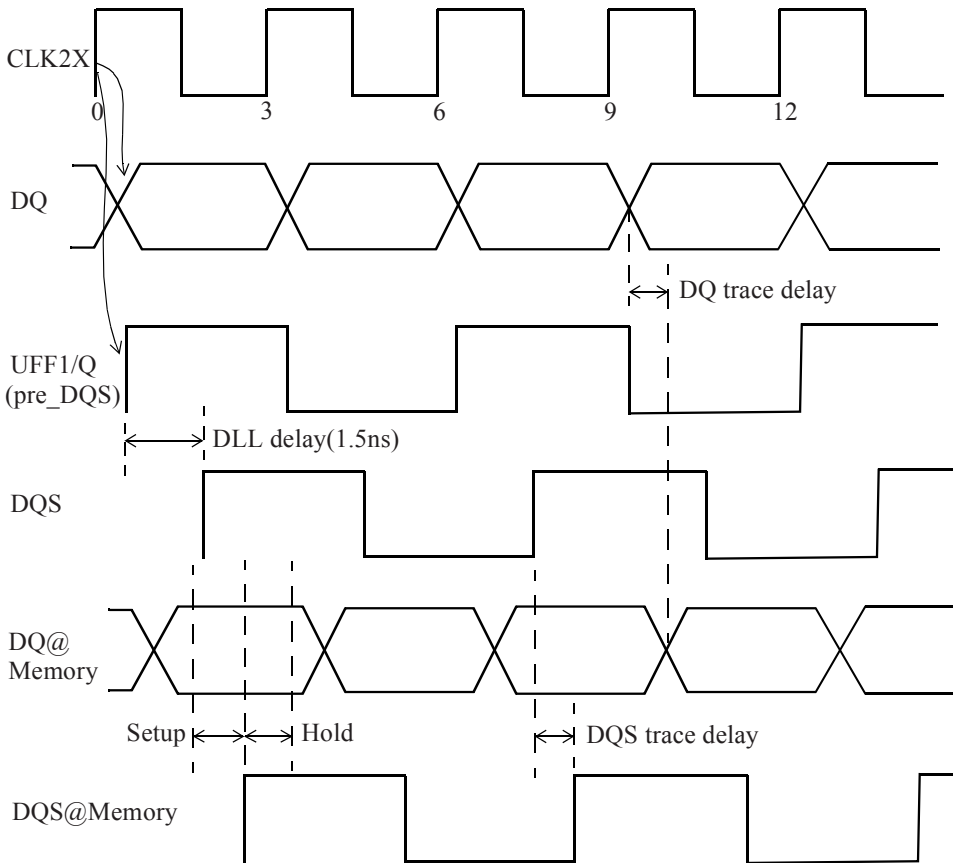 CLK2X
0 3 6 9 12
DQ
DQ trace delay
UFF1/Q
(pre_DQS)
DLL delay(1.5ns)
DQS
DQ@
Memory
Setup Hold DQS trace delay
DQS@Memory